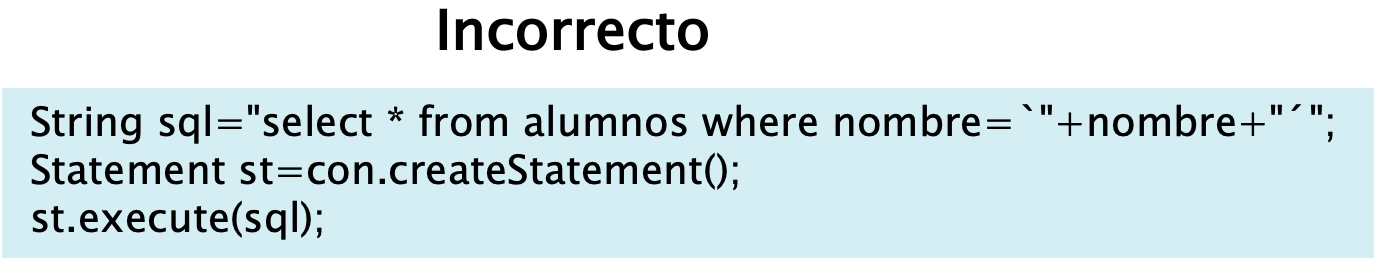 Incorrecto
String sql="select * from alumnos where nombre=`"+nombre+"´";
Statement st=con.createStatement();
st.execute(sql);